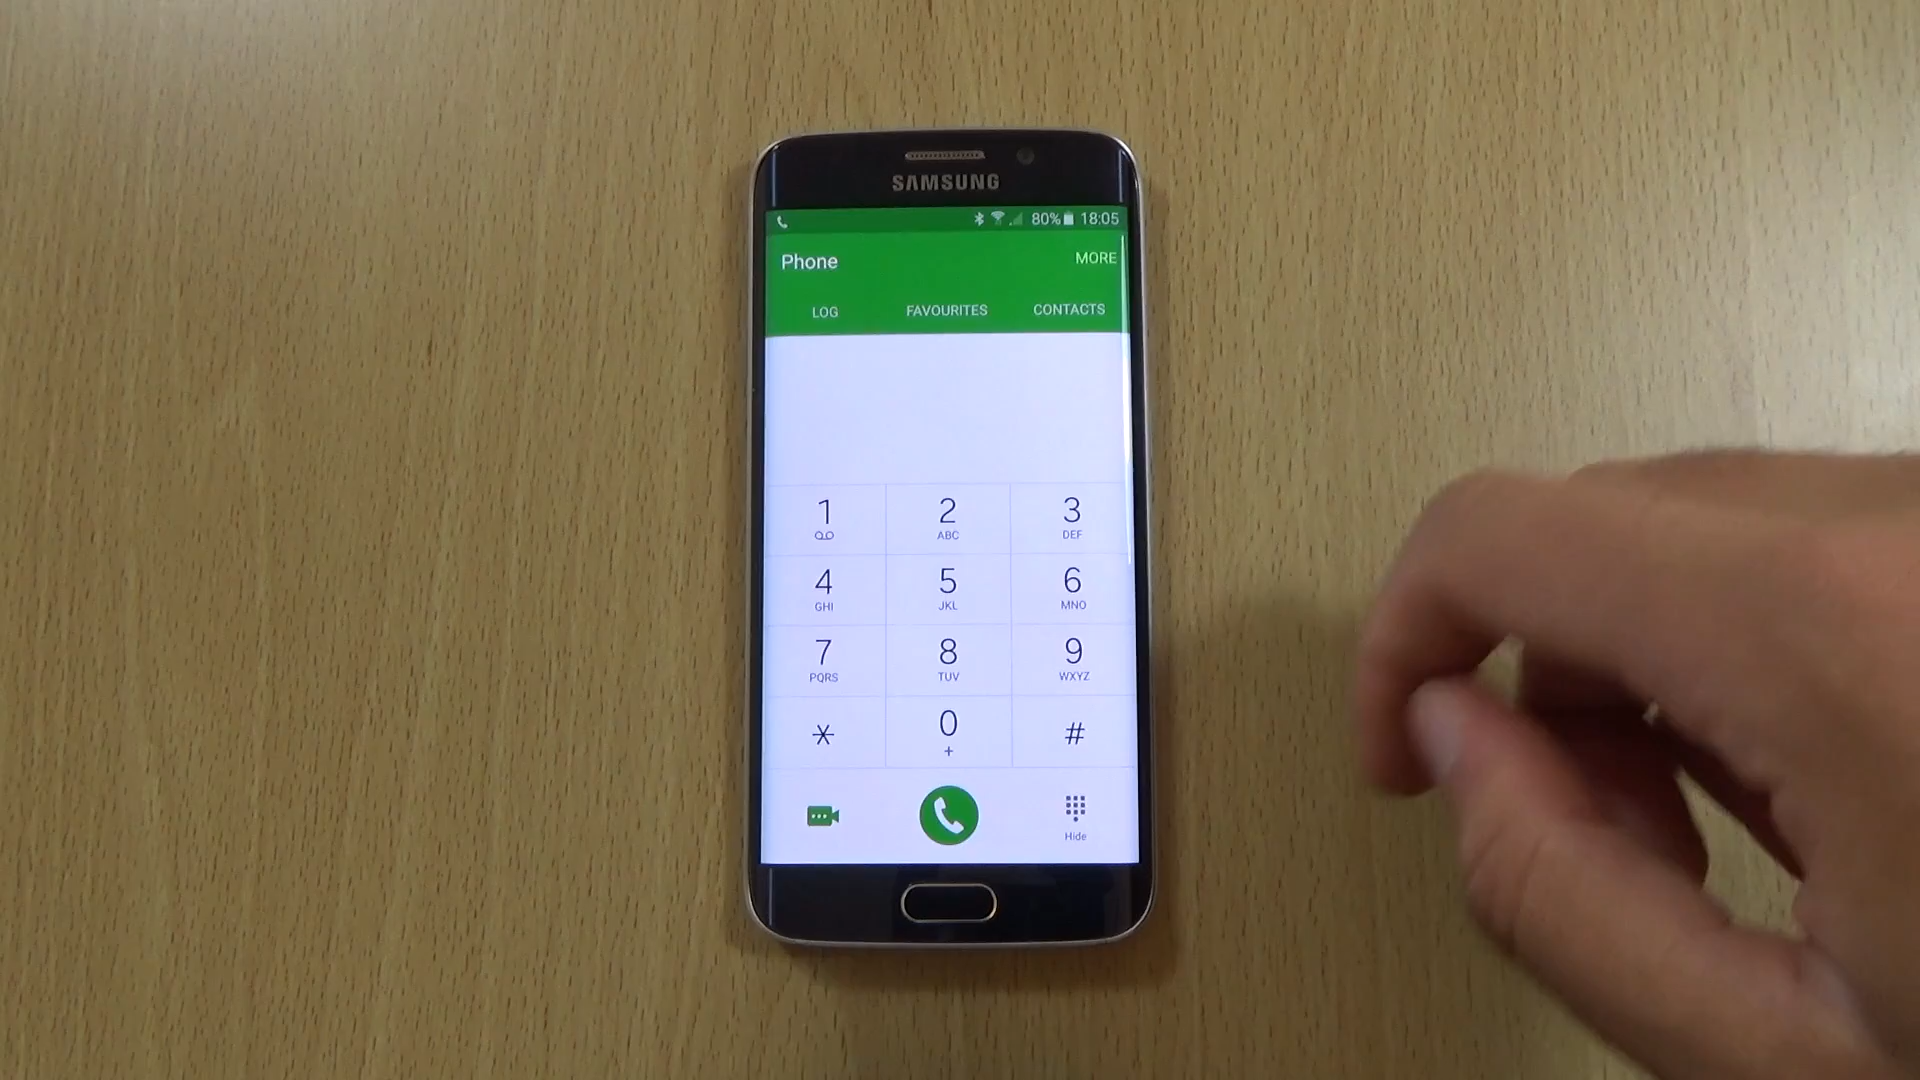 SAMSUNG
80% 18:05
Phone MORE
LOG FAVOURITES CONTACTS
1 2 3
ABC DEF
4 5 6
GHI JKL MNO
7 8 9
PQRS TUV WXYZ
* 0 #
+
Hide